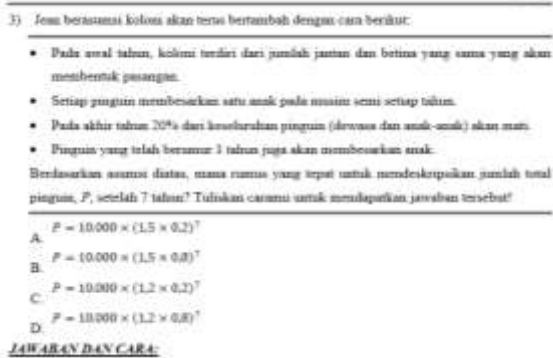 3) Jean berasumsi koloni akan terus bertambah dengan cara berikut:
• Pada awal tahun, koloni terdiri dari jumlah jantan dan betina yang sama yang akan
membentuk pasangan.
• Setiap pinguin membesarkan satu anak pada musim semi setiap tahun.
• Pada akhir tahun 20% dari keseluruhan pinguin (dewasa dan anak-anak) akan mati.
• Pinguin yang telah berumur 1 tahun juga akan membesarkan anak.
Berdasarkan asumsi diatas, mana rumus yang tepat untuk mendeskripsikan jumlah total
pinguin, P, setelah 7 tahun? Tuliskan caramu untuk mendapatkan jawaban tersebut!
A. P = 10.000 × (1,5 × 0,2)⁷
B. P = 10.000 × (1,5 × 0,8)⁷
C. P = 10.000 × (1,2 × 0,2)⁷
D. P = 10.000 × (1,2 × 0,8)⁷
JAWABAN DAN CARA: